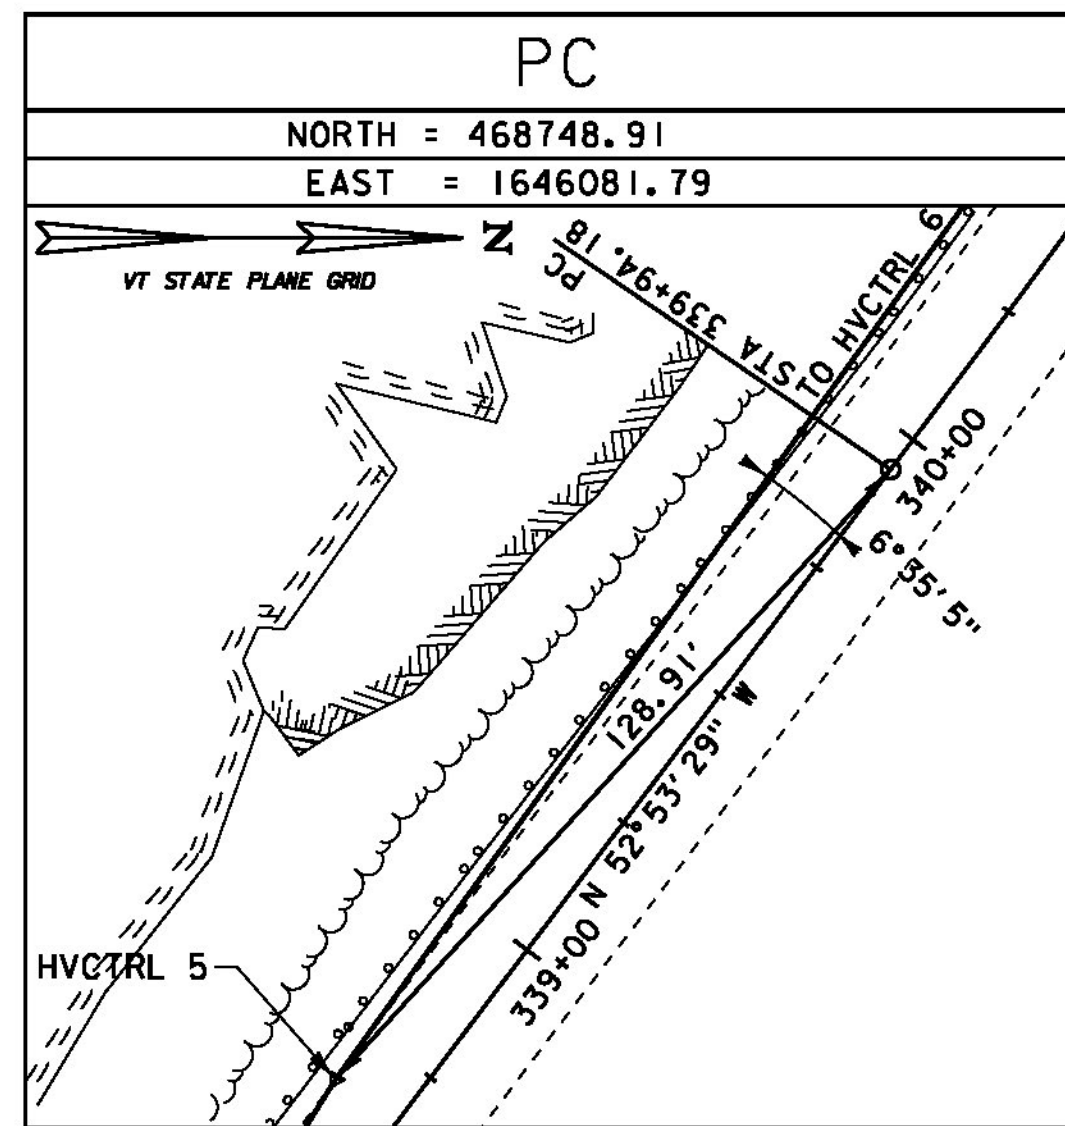 PC
NORTH = 468748.91
EAST = 1646081.79
N
VT STATE PLANE GRID
PC
STA 339+94.18
TO HVCTRL 6
340+00
6°35'5"
128.91'
N 52°53'29" W
339+00
HVCTRL 5